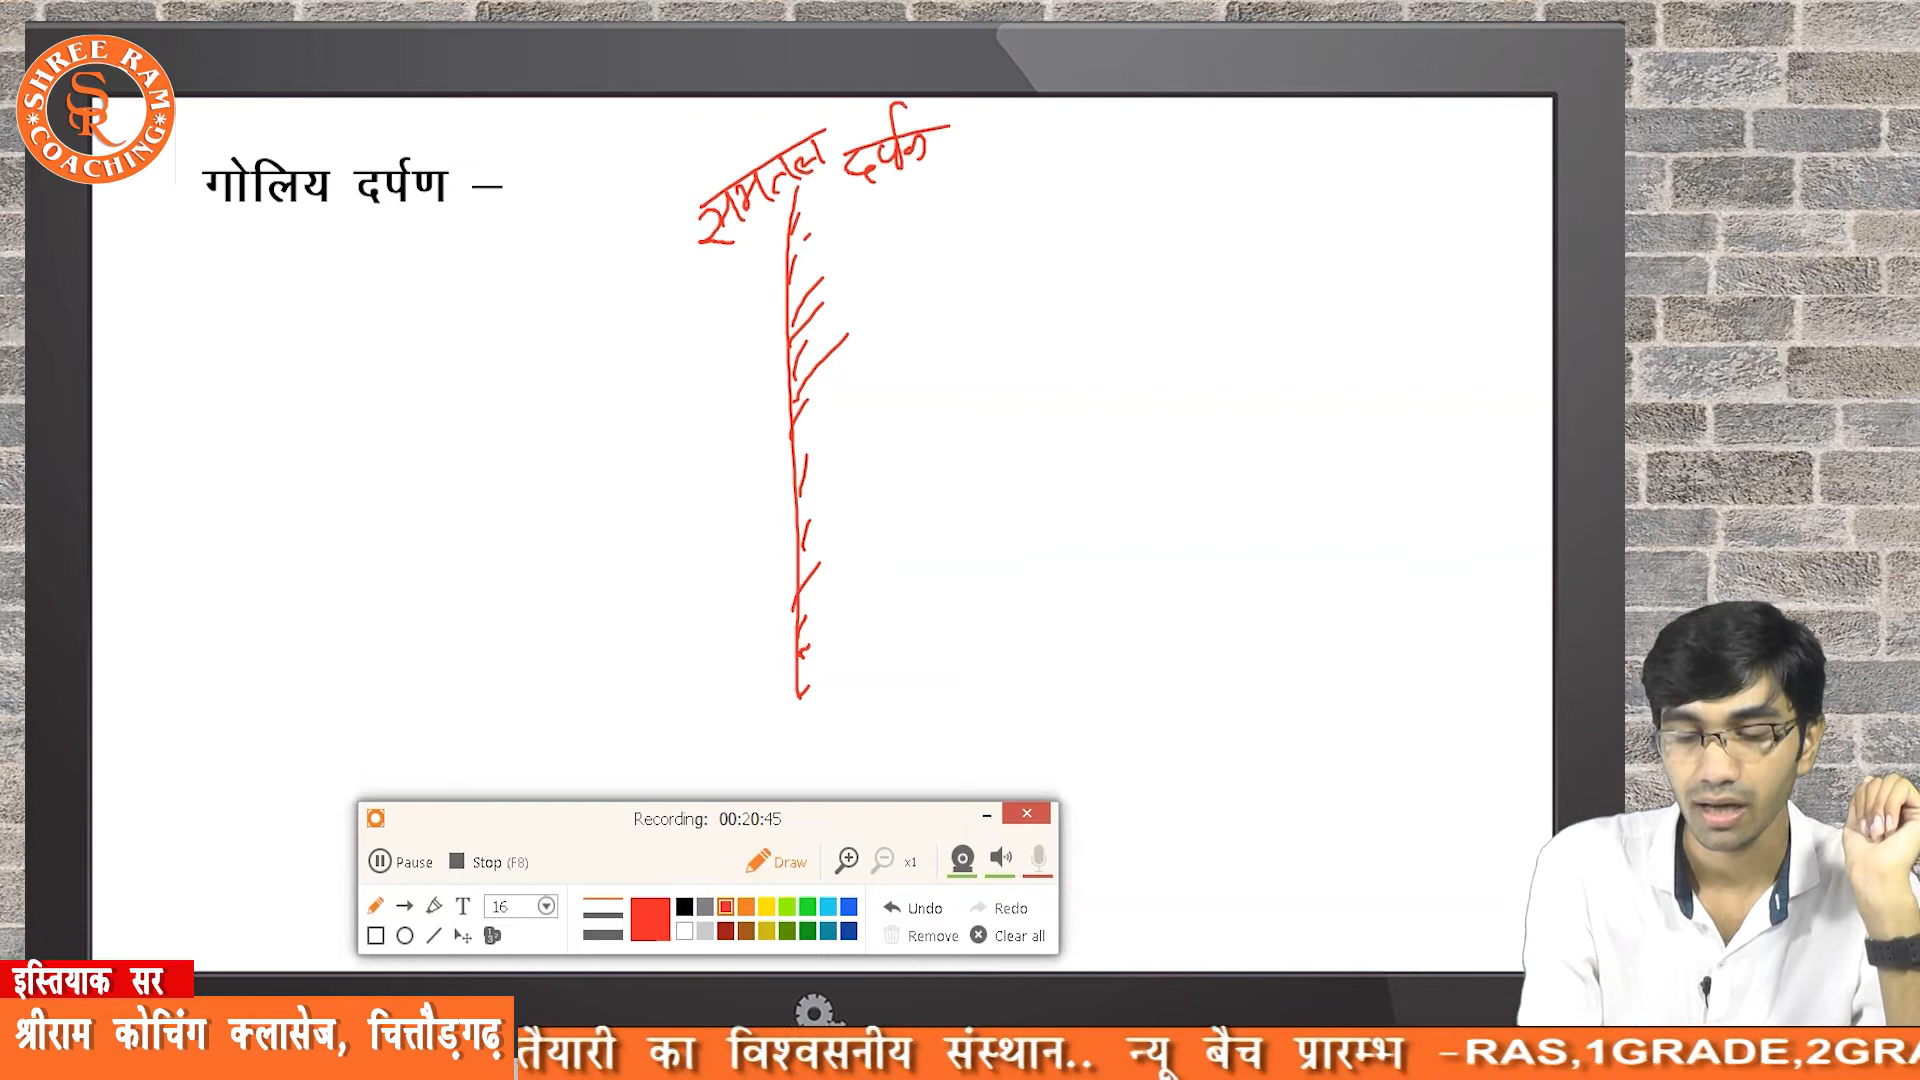 SHREE RAM
SR
COACHING
गोलिय दर्पण –
समतल दर्पण
Recording: 00:20:45
Pause
Stop (F8)
Draw
x1
T
16
Undo
Redo
Remove
Clear all
इस्तियाक सर
श्रीराम कोचिंग क्लासेज, चित्तौड़गढ़
तैयारी का विश्वसनीय संस्थान.. न्यू बैच प्रारम्भ -RAS,1GRADE,2GRA